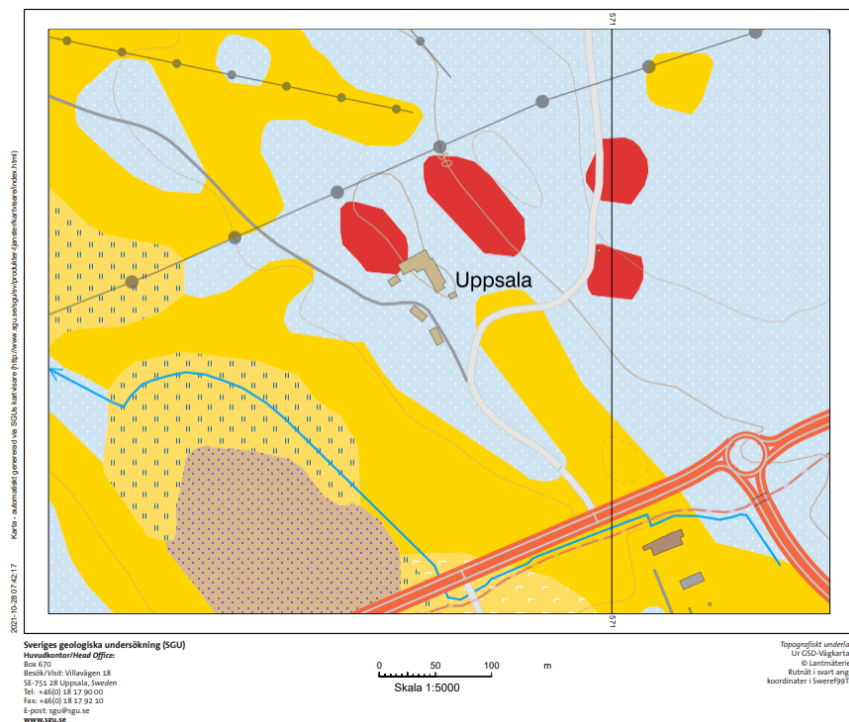 571
Uppsala
571
Karta - automatiskt genererad via SGUs kartvisare (http://www.sgu.se/sgu/sv/produkter-tjanster/kartvisare/index.html)
2021-10-28 07:42:17
Sveriges geologiska undersökning (SGU)
Huvudkontor/Head Office:
Box 670
Besök/Visit: Villavägen 18
SE-751 28 Uppsala, Sweden
Tel: +46(0) 18 17 90 00
Fax: +46(0) 18 17 92 10
E-post: sgu@sgu.se
www.sgu.se
0 50 100 m
Skala 1:5000
Topografiskt underla
Ur GSD-Vägkarta
© Lantmäterie
Rutnät i svart ang
koordinater i Sweref99T